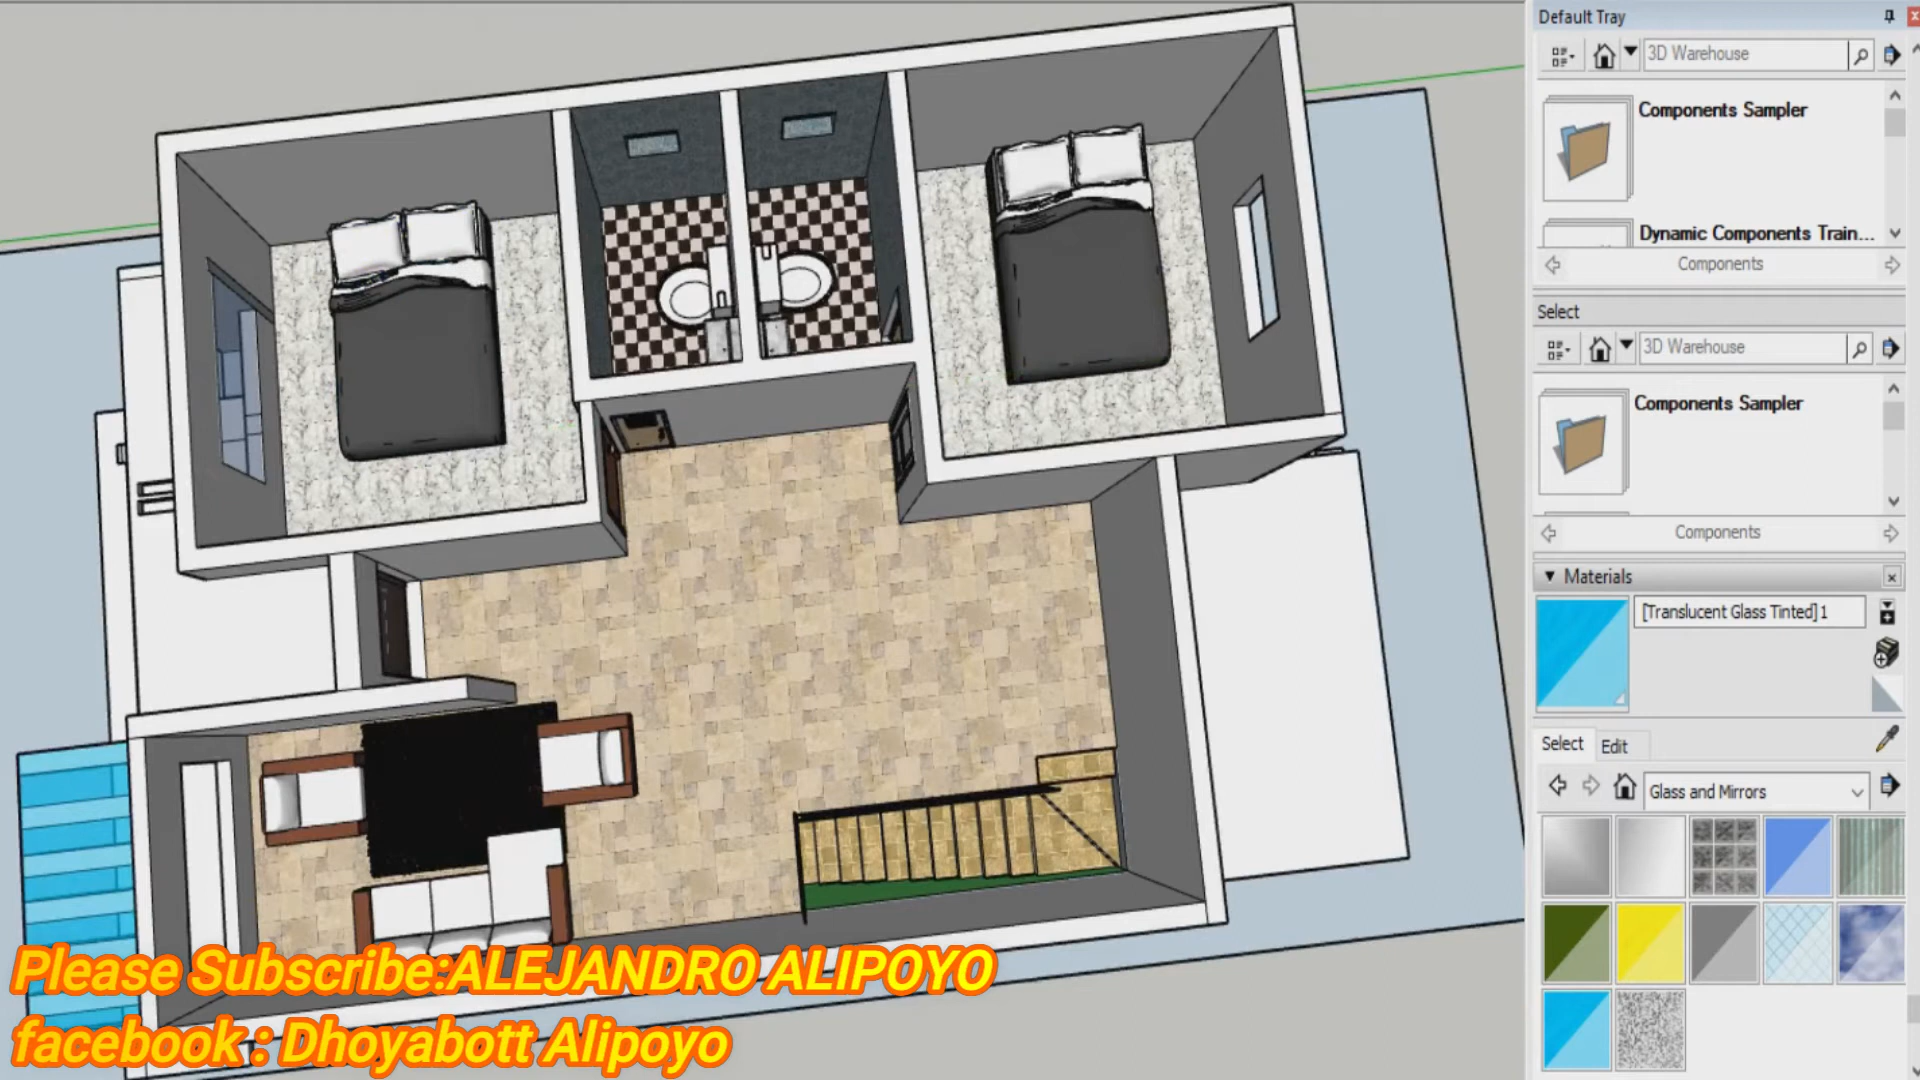 Default Tray
3D Warehouse
Components Sampler
Dynamic Components Train...
Components
Select
3D Warehouse
Components Sampler
Components
Materials
[Translucent Glass Tinted]1
Select
Edit
Glass and Mirrors
Please Subscribe:ALEJANDRO ALIPOYO
facebook : Dhoyabott Alipoyo